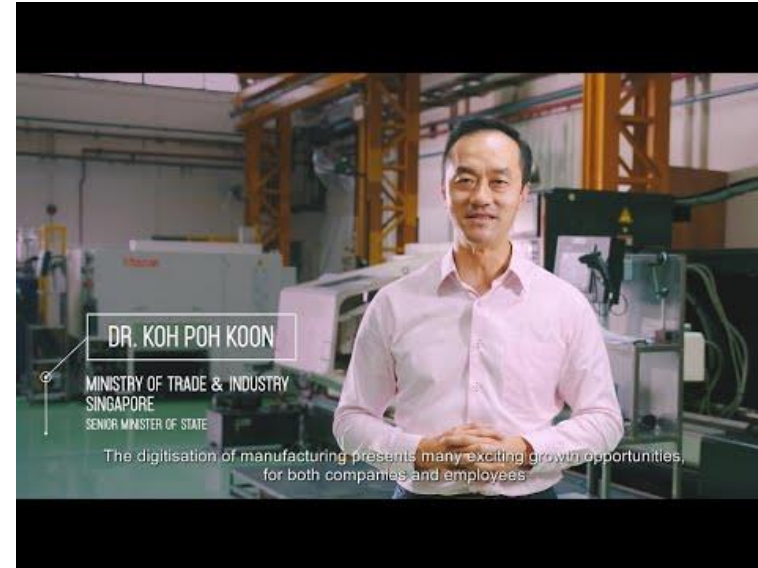 DR. KOH POH KOON
MINISTRY OF TRADE & INDUSTRY
SINGAPORE
SENIOR MINISTER OF STATE
The digitisation of manufacturing presents many exciting growth opportunities,
for both companies and employees